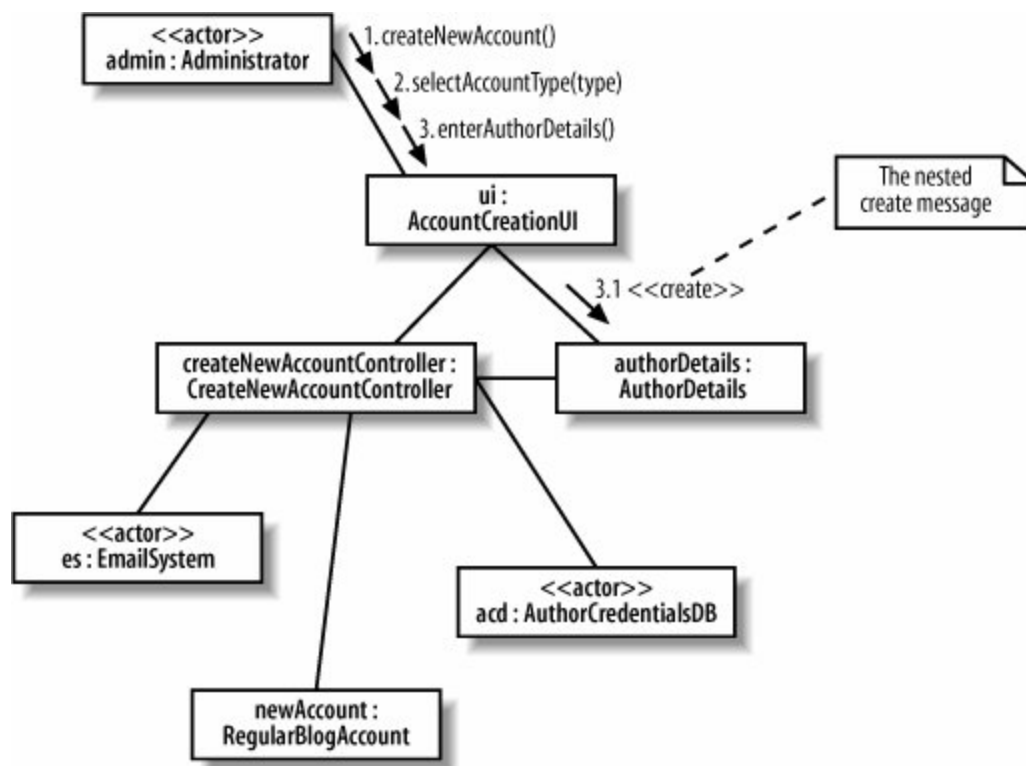 <<actor>>
admin : Administrator
1. createNewAccount()
2. selectAccountType(type)
3. enterAuthorDetails()
ui :
AccountCreationUI
The nested
create message
3.1 <<create>>
createNewAccountController :
CreateNewAccountController
authorDetails :
AuthorDetails
<<actor>>
es : EmailSystem
<<actor>>
acd : AuthorCredentialsDB
newAccount :
RegularBlogAccount